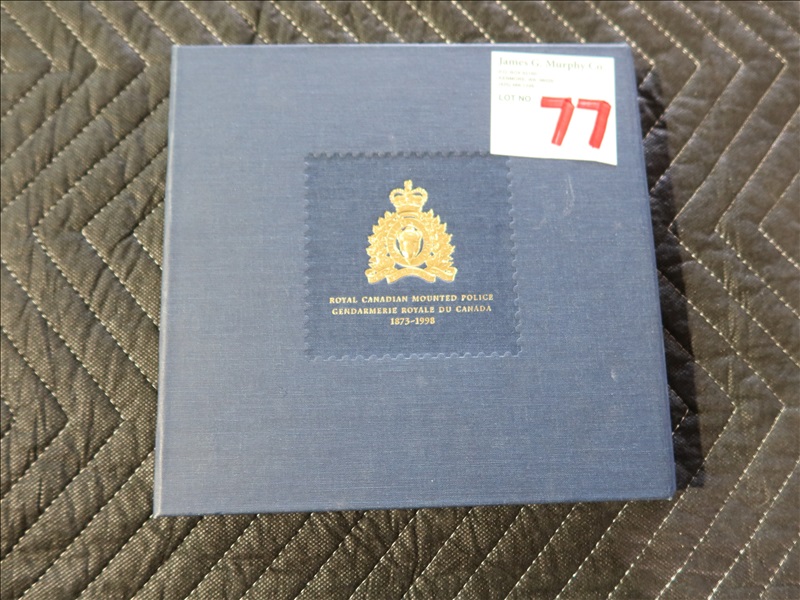 James G. Murphy Co.
LOT NO. 77
ROYAL CANADIAN MOUNTED POLICE
GENDARMERIE ROYALE DU CANADA
1873-1998